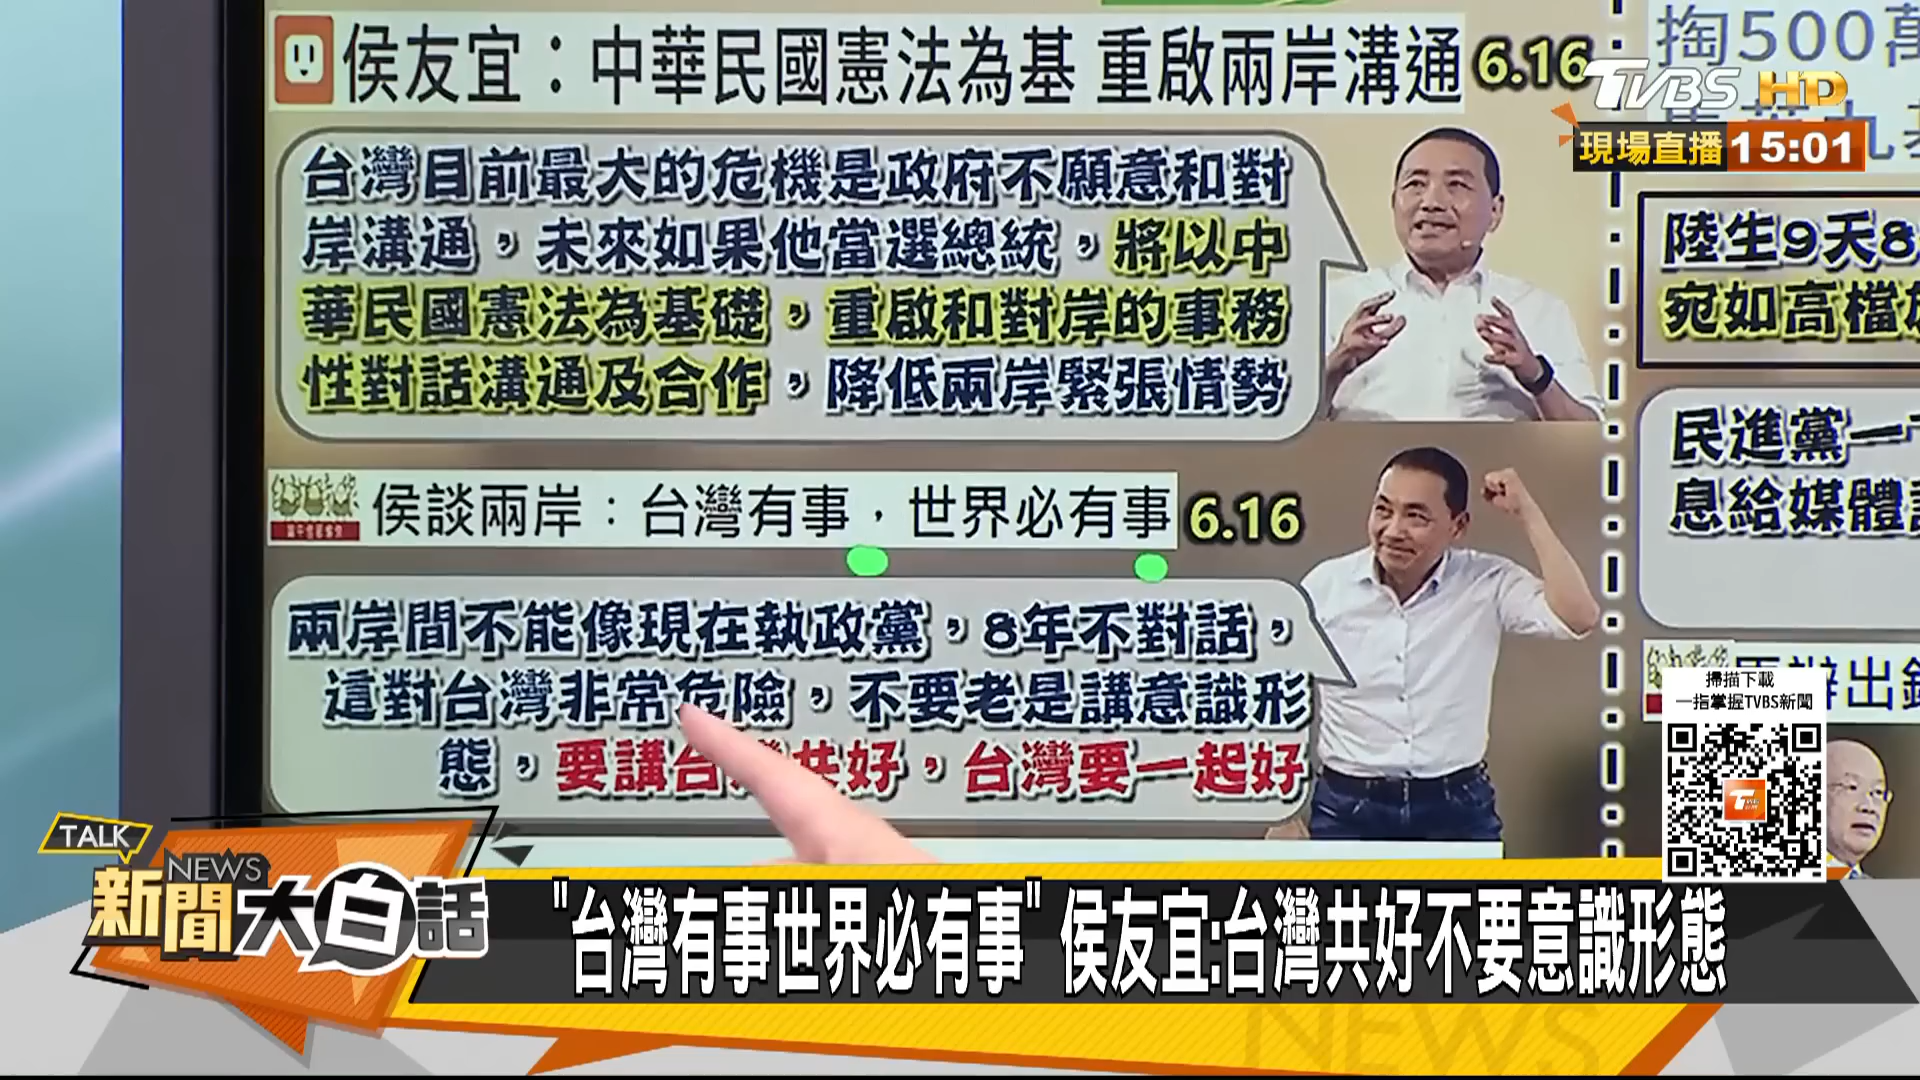 侯友宜：中華民國憲法為基 重啟兩岸溝通 6.16
台灣目前最大的危機是政府不願意和對
岸溝通，未來如果他當選總統，將以中
華民國憲法為基礎，重啟和對岸的事務
性對話溝通及合作，降低兩岸緊張情勢
侯談兩岸：台灣有事，世界必有事 6.16
兩岸間不能像現在執政黨，8年不對話，
這對台灣非常危險，不要老是講意識形
態，要講台灣共好，台灣要一起好
掏500萬
TVBS HD
現場直播 15:01
陸生9天8
宛如高檔
民進黨一
息給媒體
出
掃描下載
一指掌握TVBS新聞
TALK
NEWS
新聞大白話
"台灣有事世界必有事" 侯友宜:台灣共好不要意識形態
NEWS